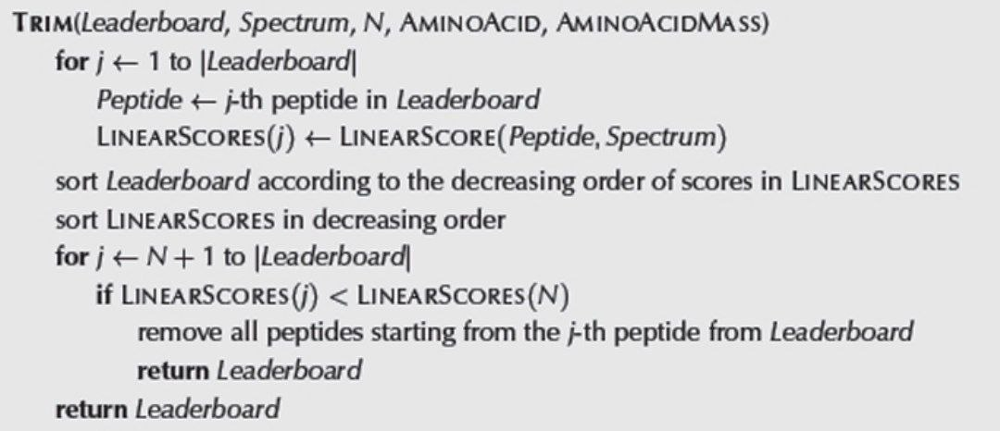 TRIM(Leaderboard, Spectrum, N, AMINOACID, AMINOACIDMASS)
for j ← 1 to |Leaderboard|
Peptide ← j-th peptide in Leaderboard
LINEARSCORES(j) ← LINEARSCORE(Peptide, Spectrum)
sort Leaderboard according to the decreasing order of scores in LINEARSCORES
sort LINEARSCORES in decreasing order
for j ← N + 1 to |Leaderboard|
if LINEARSCORES(j) < LINEARSCORES(N)
remove all peptides starting from the j-th peptide from Leaderboard
return Leaderboard
return Leaderboard